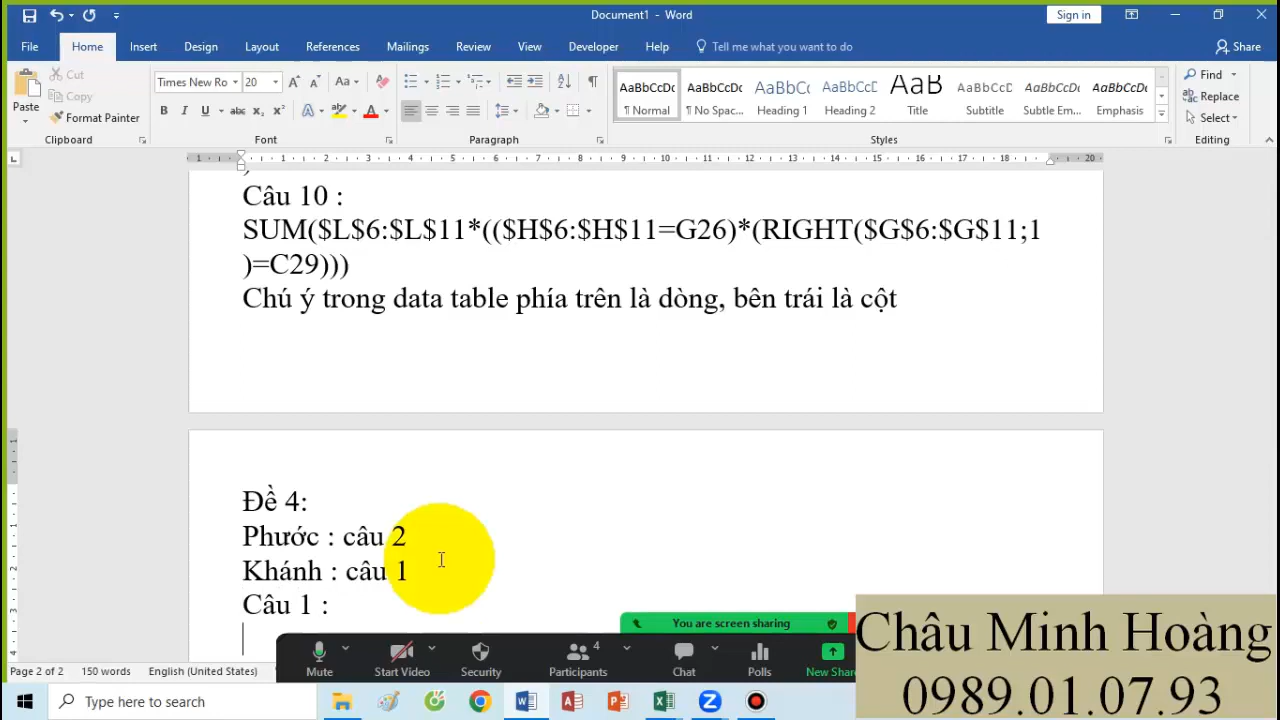 Document1 - Word
Sign in
File Home Insert Design Layout References Mailings Review View Developer Help Tell me what you want to do Share
Paste
Cut
Copy
Format Painter
Clipboard
Times New Ro 20
Font
Paragraph
AaBbCcDc AaBbCcDc AaBbCc AaBbCcD AaB AaBbCcD AaBbCcDc AaBbCcDc
¶ Normal ¶ No Spac... Heading 1 Heading 2 Title Subtitle Subtle Em... Emphasis
Styles
Find
Replace
Select
Editing
Câu 10 :
SUM($L$6:$L$11*(($H$6:$H$11=G26)*(RIGHT($G$6:$G$11;1
)=C29)))
Chú ý trong data table phía trên là dòng, bên trái là cột
Đề 4:
Phước : câu 2
Khánh : câu 1
Câu 1 :
You are screen sharing
Mute Start Video Security Participants 4 Chat Polls New Shar
Page 2 of 2 150 words English (United States)
Type here to search
Châu Minh Hoàng
0989.01.07.93